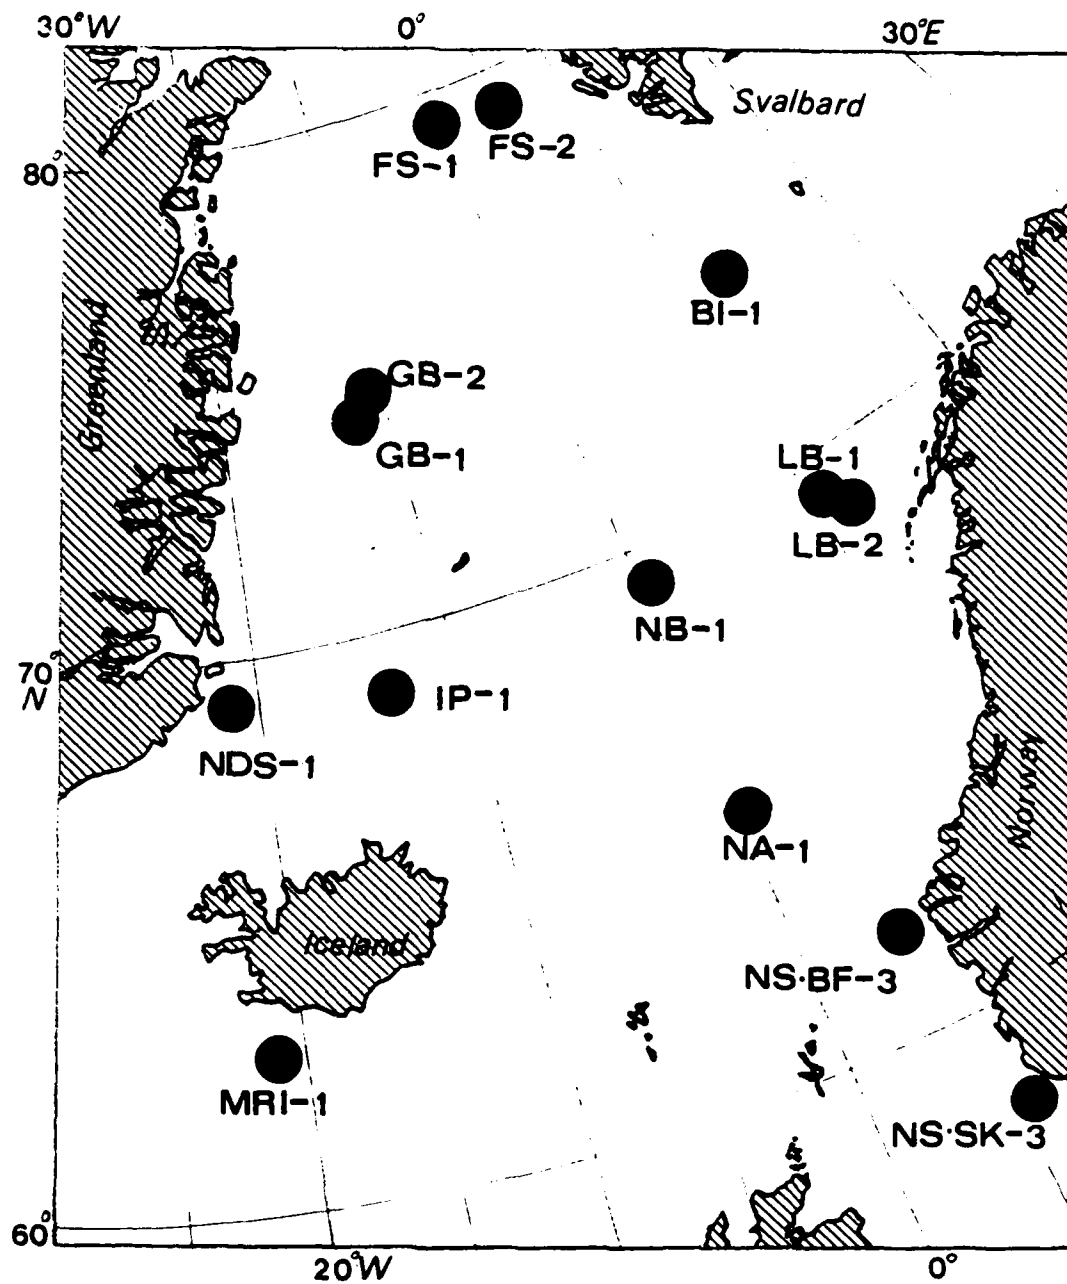 30°W 0° 30°E
Svalbard
FS-1 FS-2
80°
BI-1
Greenland
GB-2
GB-1
LB-1
LB-2
NB-1
70°
N
IP-1
NDS-1
Norway
NA-1
Iceland
NS·BF-3
MRI-1
NS·SK-3
60°
20°W 0°